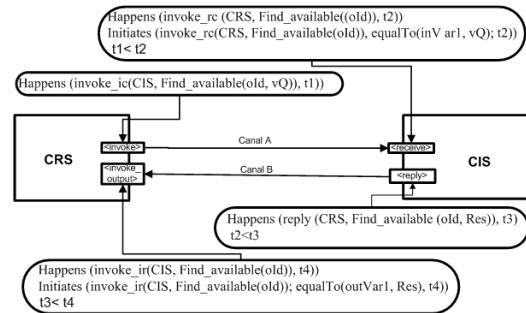 Happens (invoke_rc (CRS, Find_available((oId)), t2))
Initiates (invoke_rc(CRS, Find_available(oId)), equalTo(inV ar1, vQ); t2))
t1< t2
Happens (invoke_ic(CIS, Find_available(oId, vQ)), t1)
CRS
<invoke>
Canal A
<receive>
CIS
<invoke_
output>
Canal B
<reply>
Happens (reply (CRS, Find_available (oId, Res)), t3)
t2<t3
Happens (invoke_ir(CIS, Find_available(oId)), t4))
Initiates (invoke_ir(CIS, Find_available(oId)); equalTo(outVar1, Res), t4))
t3< t4